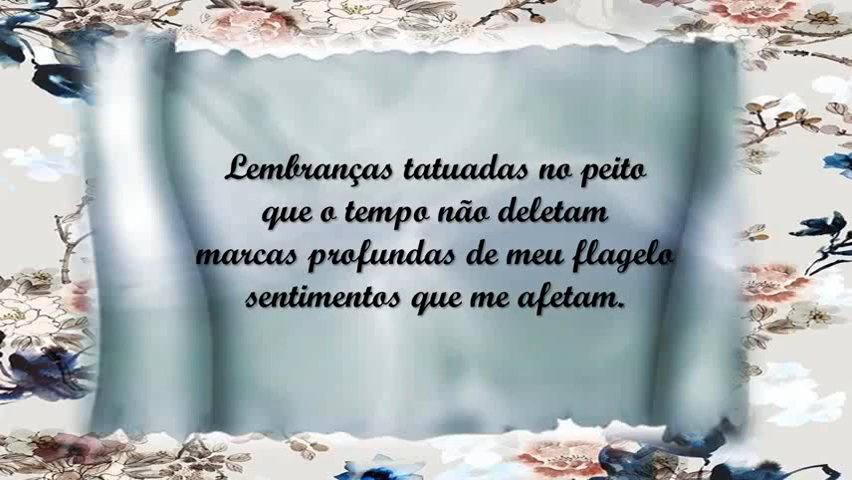 Lembranças tatuadas no peito
que o tempo não deletam
marcas profundas de meu flagelo
sentimentos que me afetam.